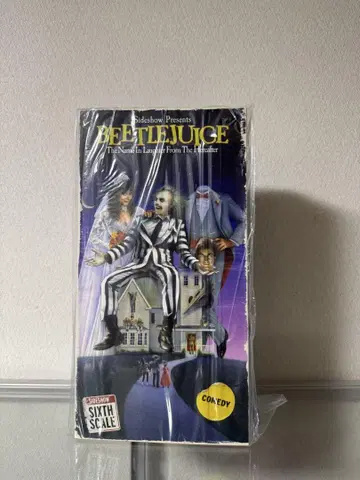 Sideshow Presents
BEETLEJUICE
The Name In Laughter From The Hereafter
SIDESHOW
SIXTH
SCALE
COMEDY